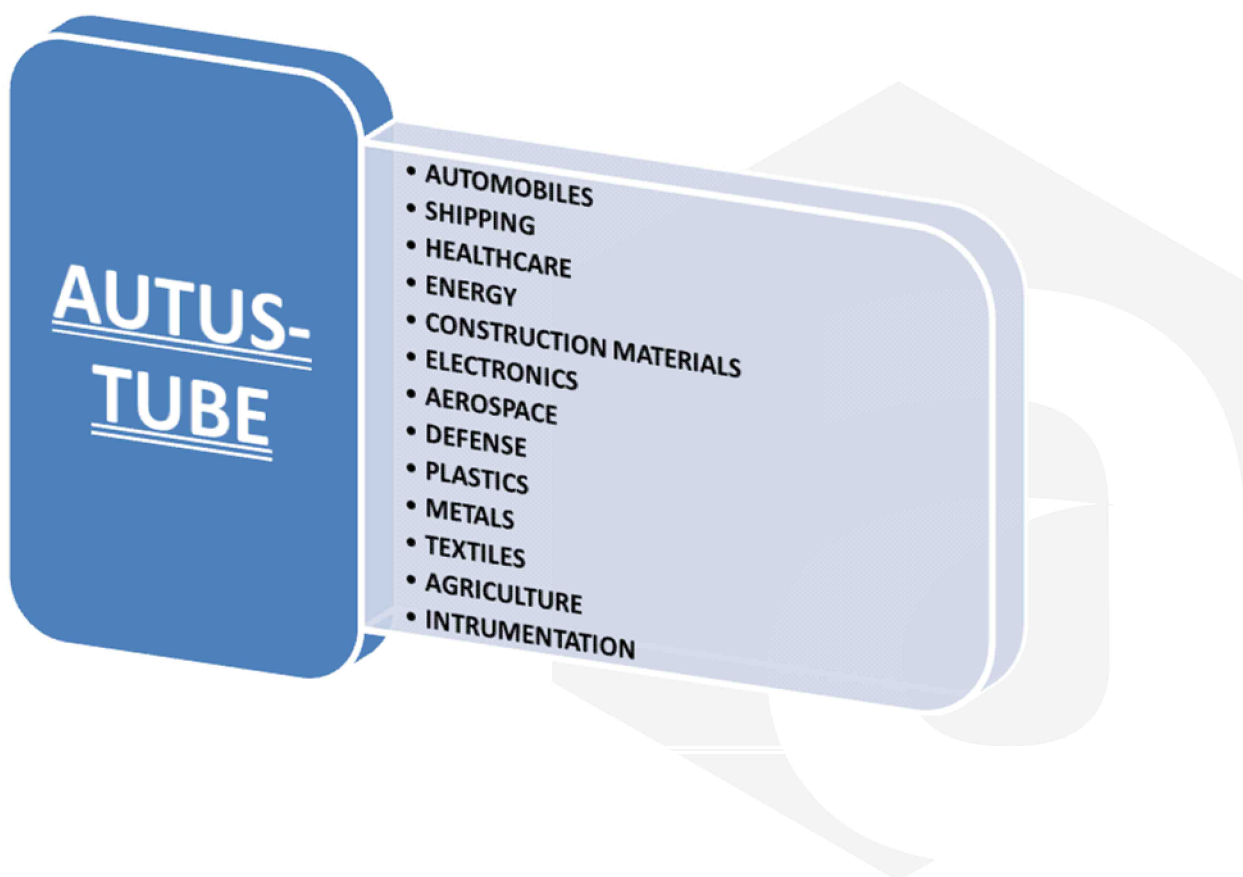 AUTUS-
TUBE
• AUTOMOBILES
• SHIPPING
• HEALTHCARE
• ENERGY
• CONSTRUCTION MATERIALS
• ELECTRONICS
• AEROSPACE
• DEFENSE
• PLASTICS
• METALS
• TEXTILES
• AGRICULTURE
• INTRUMENTATION